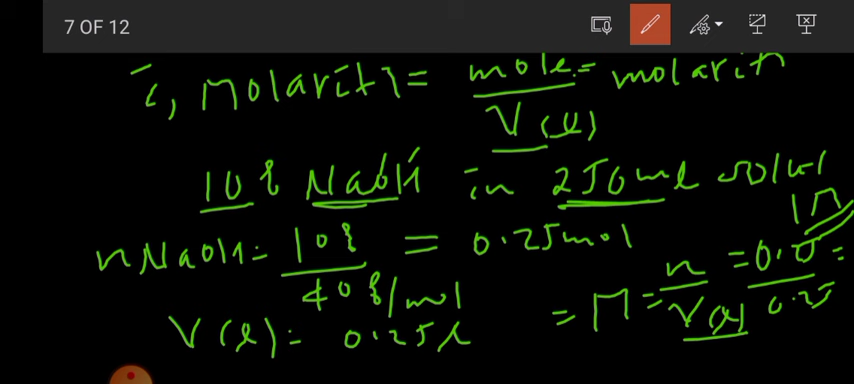 7 OF 12
i, Molarity = mole/V(l) = molarity
10g NaOH in 250ml solvel
nNaOH = 10g/40g/mol = 0.25mol
V(l) = 0.25l = M = n/V(l) = 0.25/0.25 = 1M